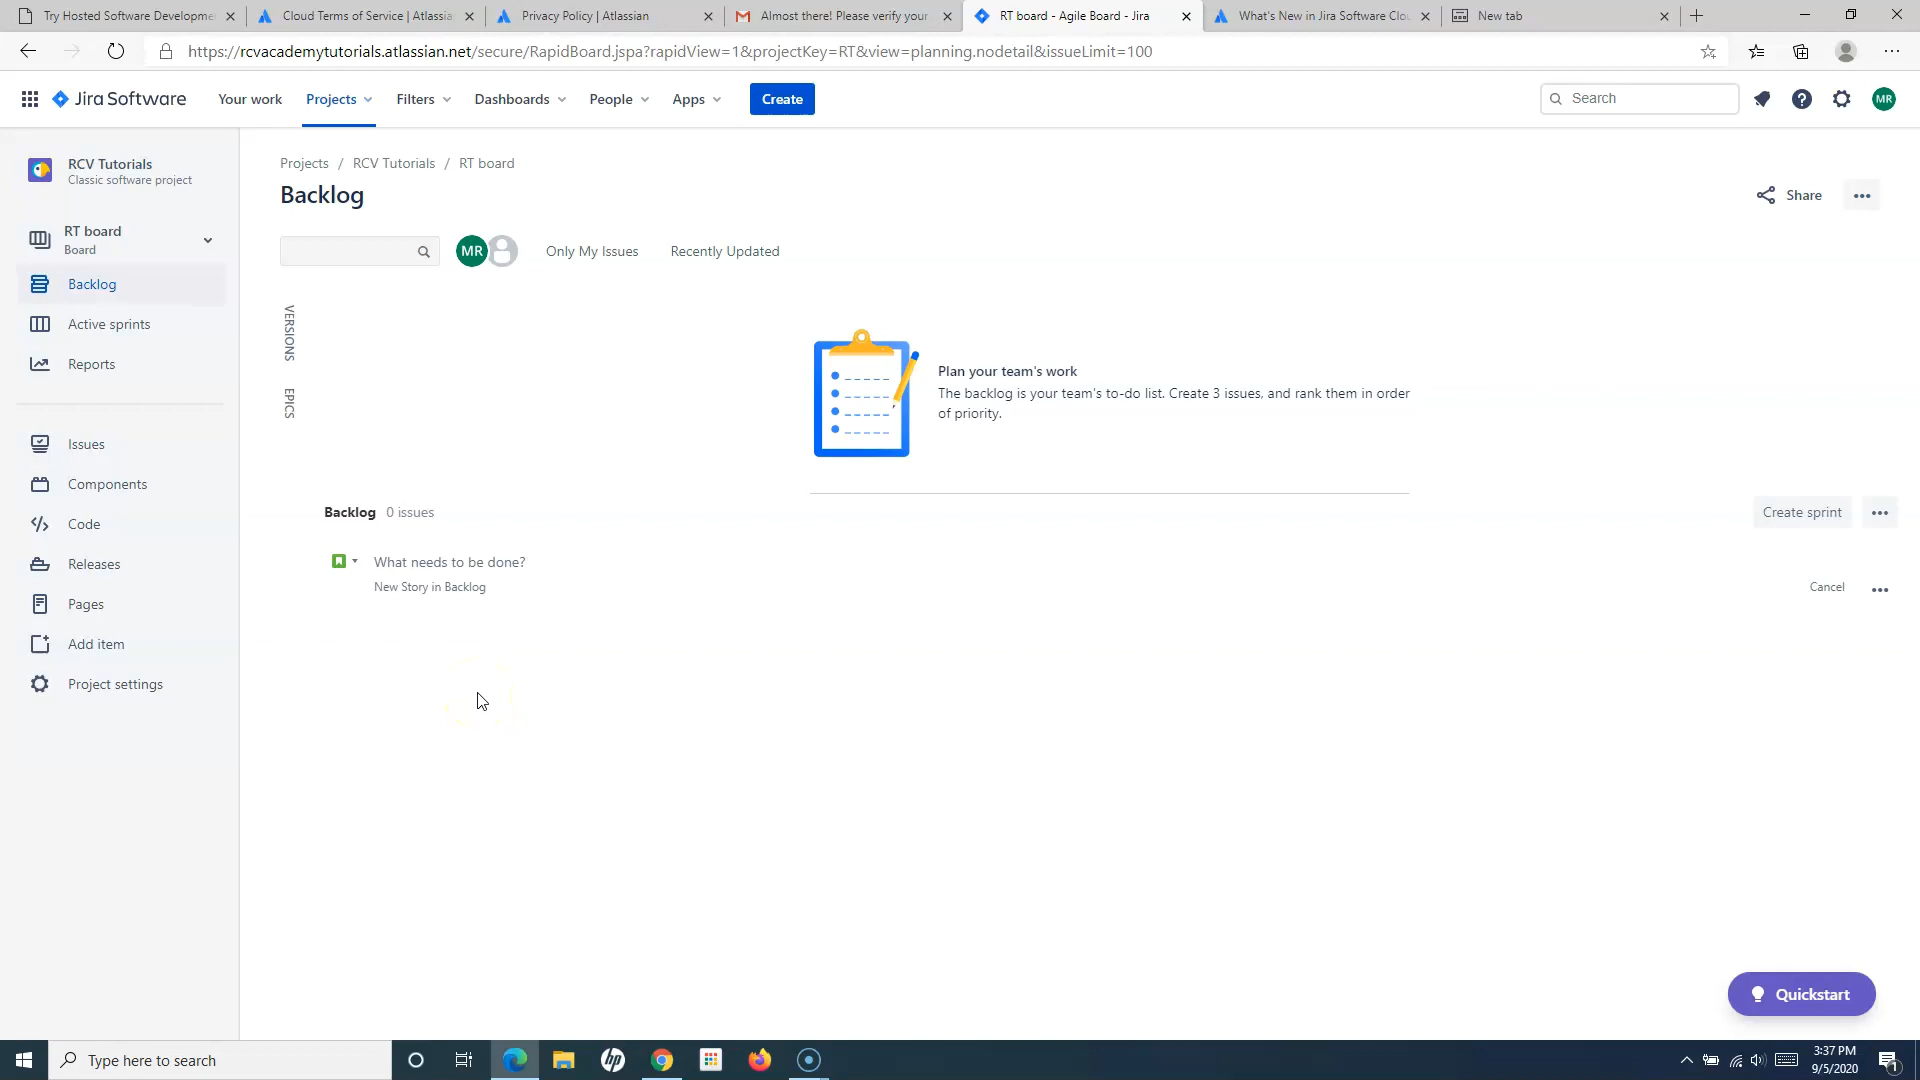 Try Hosted Software Developme
Cloud Terms of Service | Atlassia
Privacy Policy | Atlassian
Almost there! Please verify your
RT board - Agile Board - Jira
What's New in Jira Software Clou
New tab
https://rcvacademytutorials.atlassian.net/secure/RapidBoard.jspa?rapidView=1&projectKey=RT&view=planning.nodetail&issueLimit=100
Jira Software
Your work
Projects
Filters
Dashboards
People
Apps
Create
Search
MR
RCV Tutorials
Classic software project
RT board
Board
Backlog
Active sprints
Reports
Issues
Components
Code
Releases
Pages
Add item
Project settings
Projects / RCV Tutorials / RT board
Backlog
Share
MR
Only My Issues
Recently Updated
VERSIONS
EPICS
Plan your team's work
The backlog is your team's to-do list. Create 3 issues, and rank them in order
of priority.
Backlog 0 issues
Create sprint
What needs to be done?
New Story in Backlog
Cancel
Quickstart
Type here to search
hp
3:37 PM
9/5/2020
1